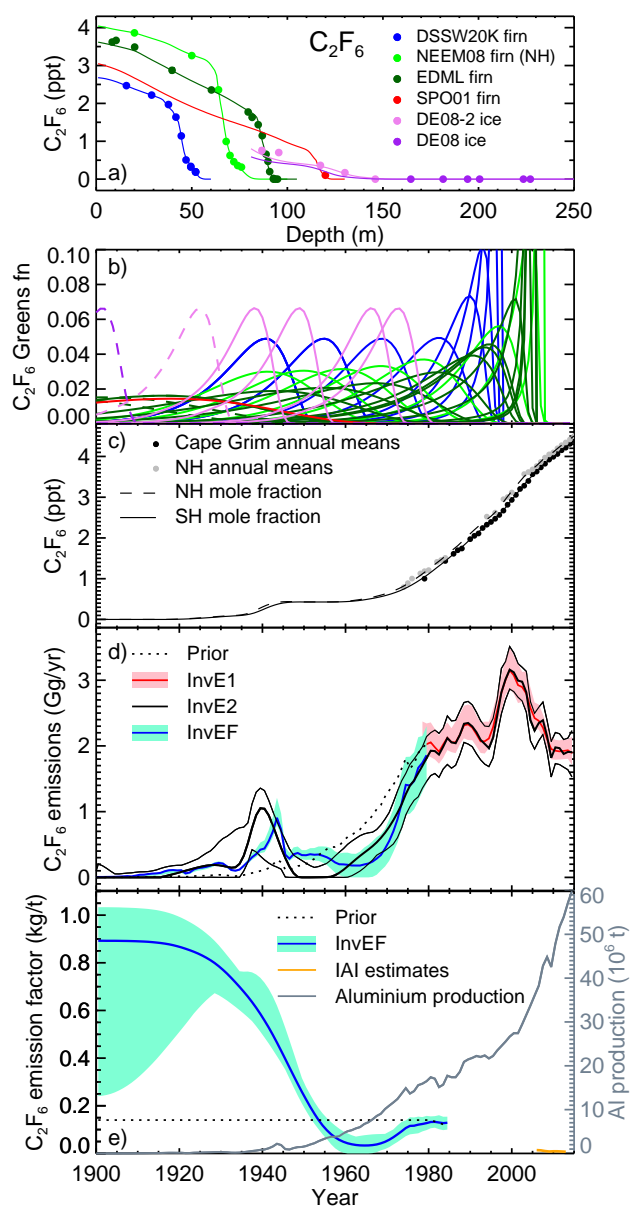 C₂F₆
DSSW20K firn
NEEM08 firn (NH)
EDML firn
SPO01 firn
DE08-2 ice
DE08 ice
C₂F₆ (ppt)
4
3
2
1
0
a)
0 50 100 150 200 250
Depth (m)
b)
C₂F₆ Greens fn
0.10
0.08
0.06
0.04
0.02
0.00
c)
Cape Grim annual means
NH annual means
NH mole fraction
SH mole fraction
C₂F₆ (ppt)
4
3
2
1
0
d)
Prior
InvE1
InvE2
InvEF
C₂F₆ emissions (Gg/yr)
3
2
1
0
Prior
InvEF
IAI estimates
Aluminium production
C₂F₆ emission factor (kg/t)
1.0
0.8
0.6
0.4
0.2
0.0
e)
60
50
40
30
20
10
0
Al production (10⁶ t)
1900 1920 1940 1960 1980 2000
Year